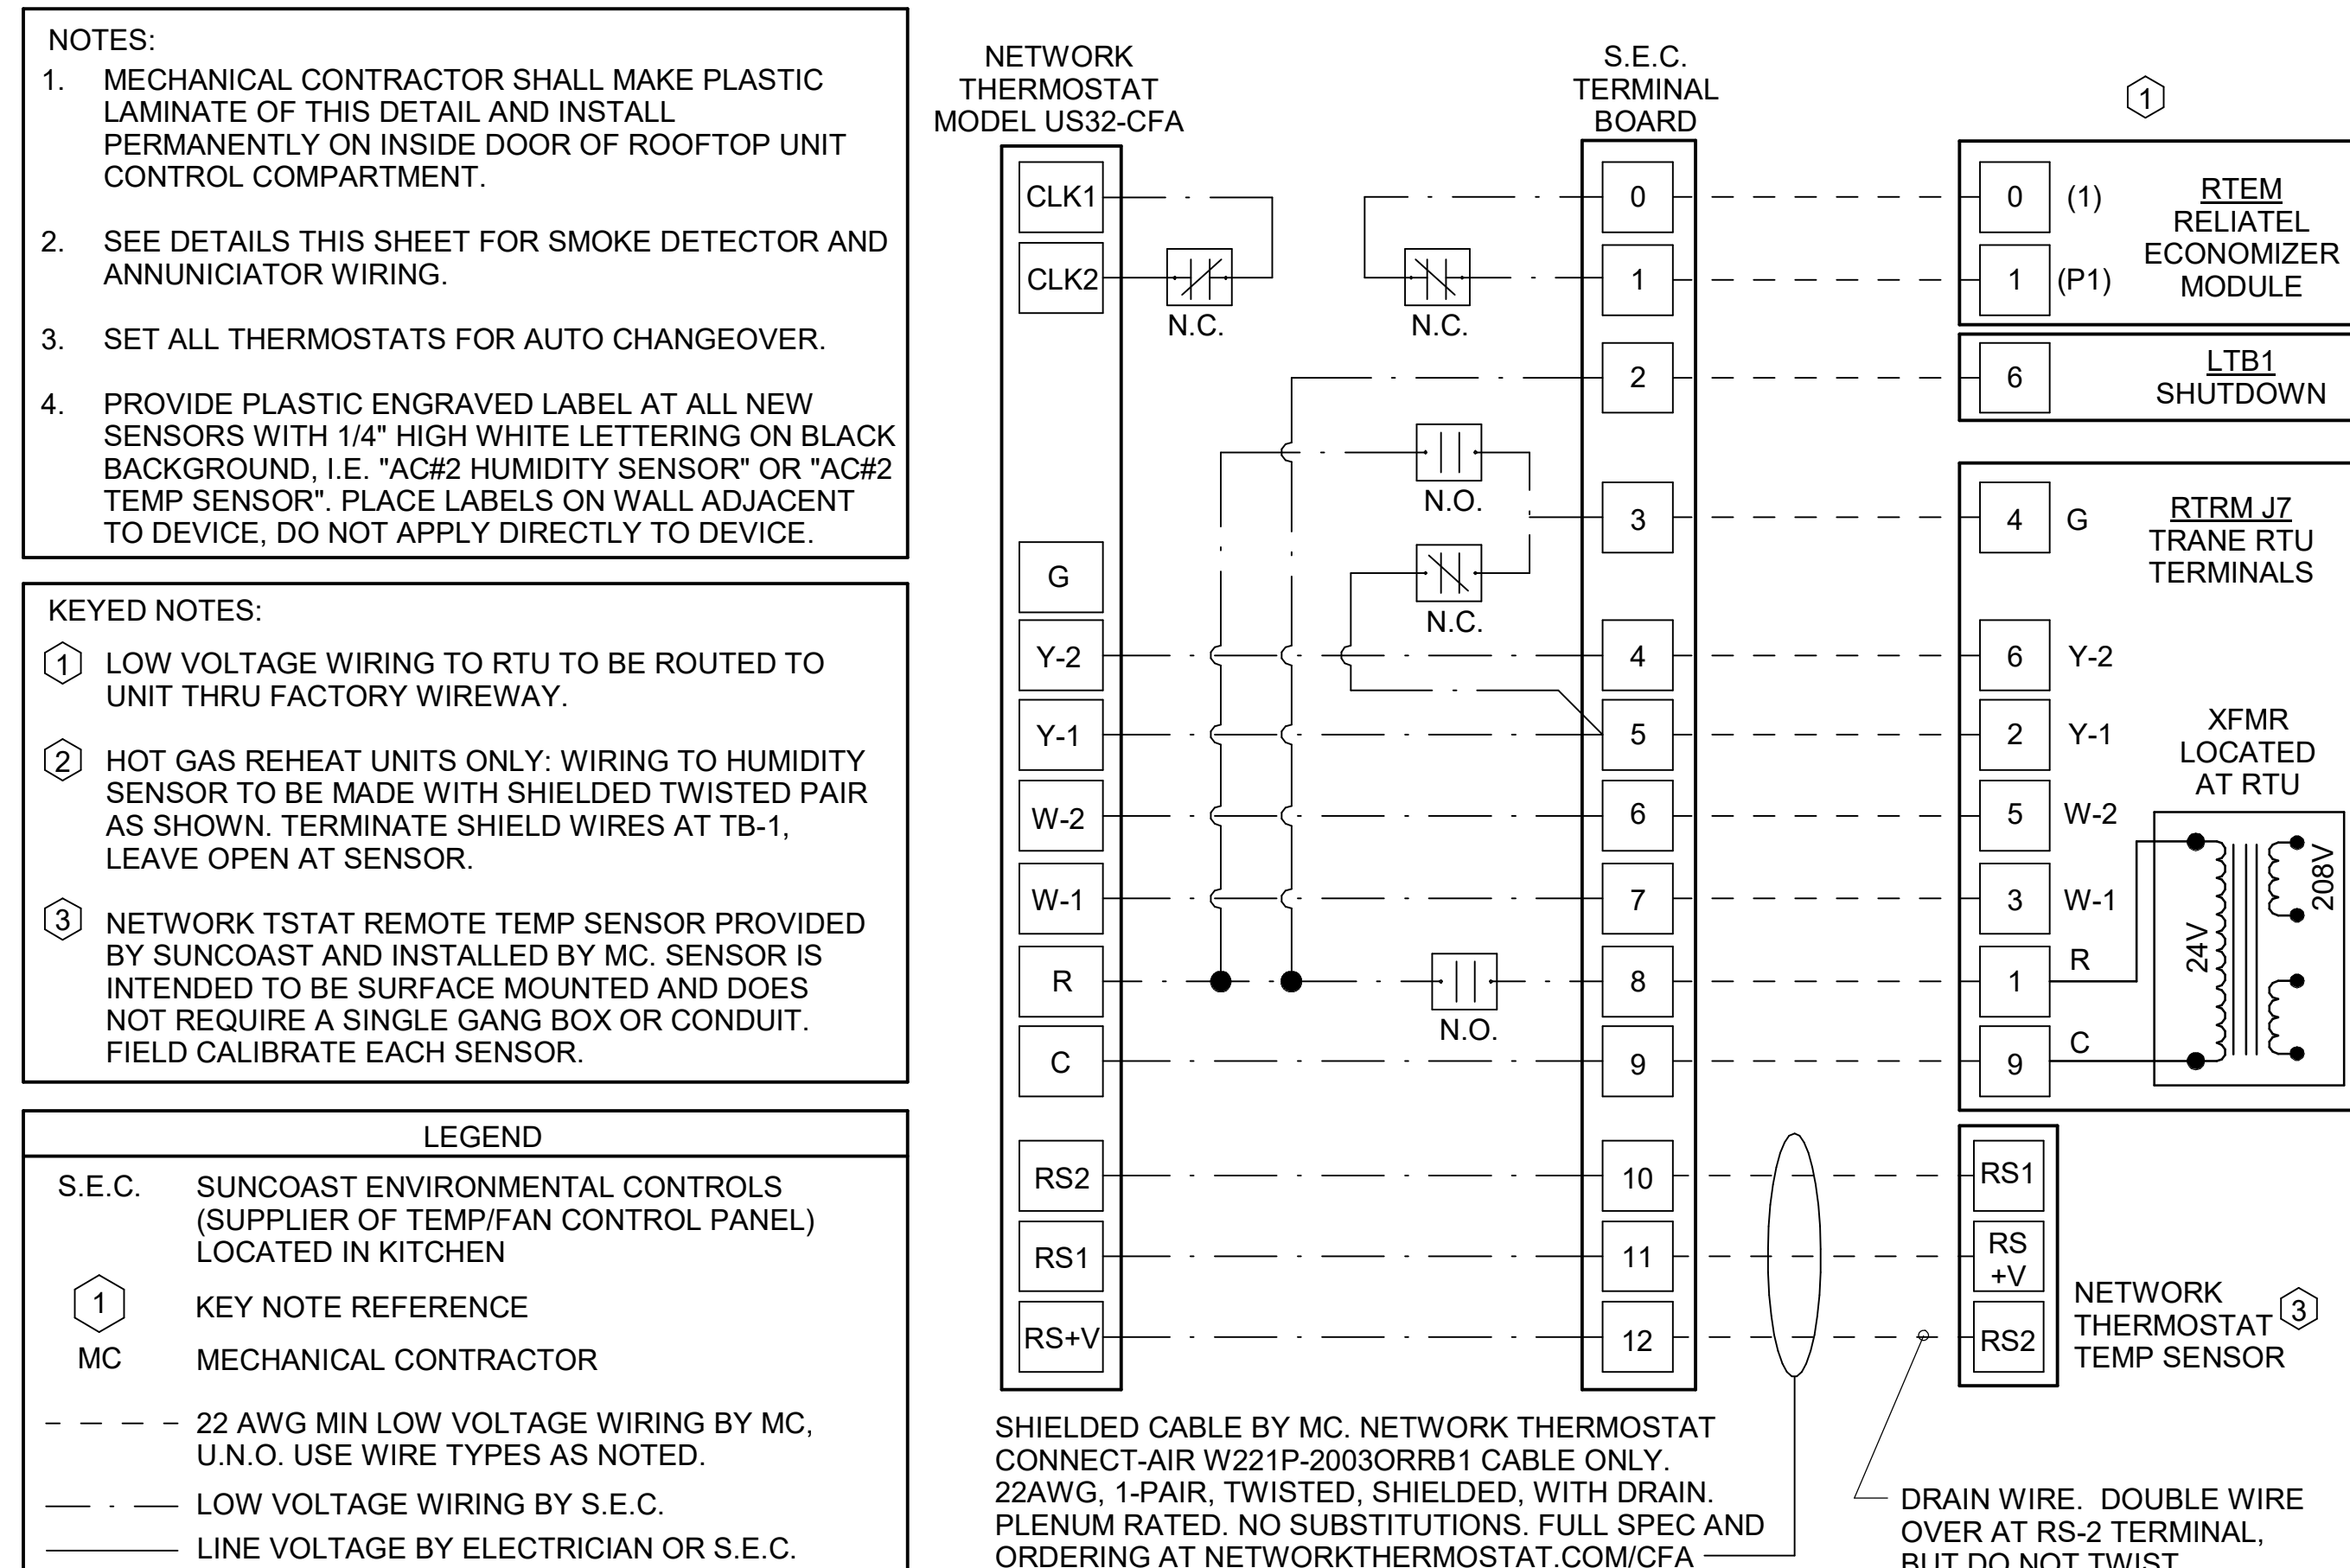 NOTES:
1. MECHANICAL CONTRACTOR SHALL MAKE PLASTIC
LAMINATE OF THIS DETAIL AND INSTALL
PERMANENTLY ON INSIDE DOOR OF ROOFTOP UNIT
CONTROL COMPARTMENT.
2. SEE DETAILS THIS SHEET FOR SMOKE DETECTOR AND
ANNUNICIATOR WIRING.
3. SET ALL THERMOSTATS FOR AUTO CHANGEOVER.
4. PROVIDE PLASTIC ENGRAVED LABEL AT ALL NEW
SENSORS WITH 1/4" HIGH WHITE LETTERING ON BLACK
BACKGROUND, I.E. "AC#2 HUMIDITY SENSOR" OR "AC#2
TEMP SENSOR". PLACE LABELS ON WALL ADJACENT
TO DEVICE, DO NOT APPLY DIRECTLY TO DEVICE.
KEYED NOTES:
1 LOW VOLTAGE WIRING TO RTU TO BE ROUTED TO
UNIT THRU FACTORY WIREWAY.
2 HOT GAS REHEAT UNITS ONLY: WIRING TO HUMIDITY
SENSOR TO BE MADE WITH SHIELDED TWISTED PAIR
AS SHOWN. TERMINATE SHIELD WIRES AT TB-1,
LEAVE OPEN AT SENSOR.
3 NETWORK TSTAT REMOTE TEMP SENSOR PROVIDED
BY SUNCOAST AND INSTALLED BY MC. SENSOR IS
INTENDED TO BE SURFACE MOUNTED AND DOES
NOT REQUIRE A SINGLE GANG BOX OR CONDUIT.
FIELD CALIBRATE EACH SENSOR.
LEGEND
S.E.C. SUNCOAST ENVIRONMENTAL CONTROLS
(SUPPLIER OF TEMP/FAN CONTROL PANEL)
LOCATED IN KITCHEN
1 KEY NOTE REFERENCE
MC MECHANICAL CONTRACTOR
22 AWG MIN LOW VOLTAGE WIRING BY MC,
U.N.O. USE WIRE TYPES AS NOTED.
LOW VOLTAGE WIRING BY S.E.C.
LINE VOLTAGE BY ELECTRICIAN OR S.E.C.
NETWORK
THERMOSTAT
MODEL US32-CFA
CLK1
CLK2
G
Y-2
Y-1
W-2
W-1
R
C
RS2
RS1
RS+V
N.C.
N.C.
N.O.
N.C.
N.O.
S.E.C.
TERMINAL
BOARD
0
1
2
3
4
5
6
7
8
9
10
11
12
1
0 (1)
1 (P1)
RTEM
RELIATEL
ECONOMIZER
MODULE
6
LTB1
SHUTDOWN
4 G
RTRM J7
TRANE RTU
TERMINALS
6 Y-2
2 Y-1
5 W-2
3 W-1
1 R
9 C
XFMR
LOCATED
AT RTU
24V
208V
RS1
RS
+V
RS2
NETWORK
THERMOSTAT
TEMP SENSOR
3
SHIELDED CABLE BY MC. NETWORK THERMOSTAT
CONNECT-AIR W221P-2003ORRB1 CABLE ONLY.
22AWG, 1-PAIR, TWISTED, SHIELDED, WITH DRAIN.
PLENUM RATED. NO SUBSTITUTIONS. FULL SPEC AND
ORDERING AT NETWORKTHERMOSTAT.COM/CFA
DRAIN WIRE. DOUBLE WIRE
OVER AT RS-2 TERMINAL,
BUT DO NOT TWIST